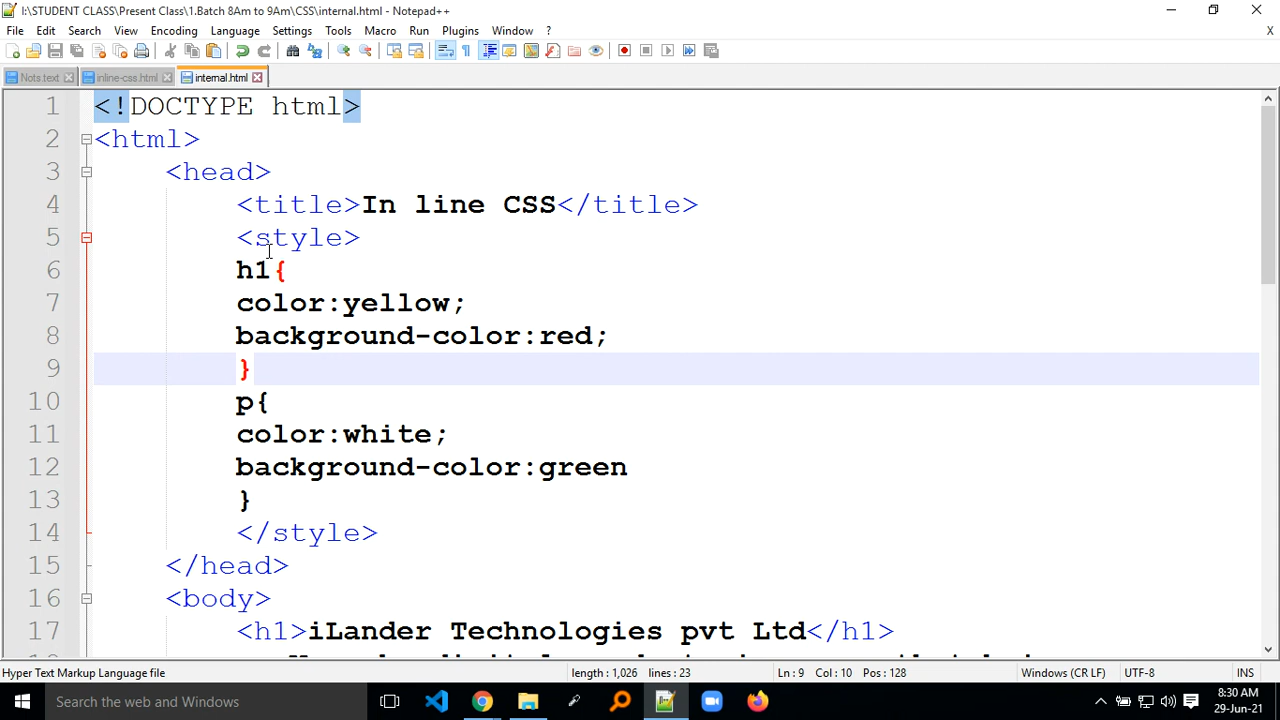 I:\STUDENT CLASS\Present Class\1.Batch 8Am to 9Am\CSS\internal.html - Notepad++
File Edit Search View Encoding Language Settings Tools Macro Run Plugins Window ? X
Nots.text inline-css.html internal.html
1 <!DOCTYPE html>
2 <html>
3 <head>
4 <title>In line CSS</title>
5 <style>
6 h1{
7 color:yellow;
8 background-color:red;
9 }
10 p{
11 color:white;
12 background-color:green
13 }
14 </style>
15 </head>
16 <body>
17 <h1>iLander Technologies pvt Ltd</h1>
Hyper Text Markup Language file length : 1,026 lines : 23 Ln : 9 Col : 10 Pos : 128 Windows (CR LF) UTF-8 INS
Search the web and Windows
8:30 AM
29-Jun-21